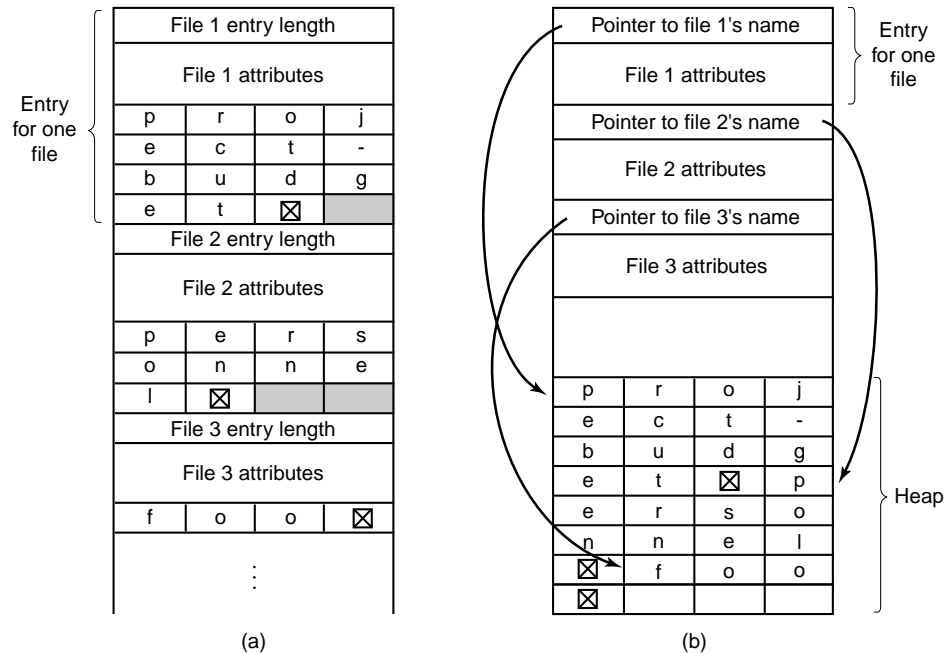 File 1 entry length
File 1 attributes
Entry
for one
file
p r o j
e c t -
b u d g
e t
File 2 entry length
File 2 attributes
p e r s
o n n e
l
File 3 entry length
File 3 attributes
f o o
(a)
Pointer to file 1's name
File 1 attributes
Entry
for one
file
Pointer to file 2's name
File 2 attributes
Pointer to file 3's name
File 3 attributes
p r o j
e c t -
b u d g
e t p
e r s o
n n e l
f o o
Heap
(b)